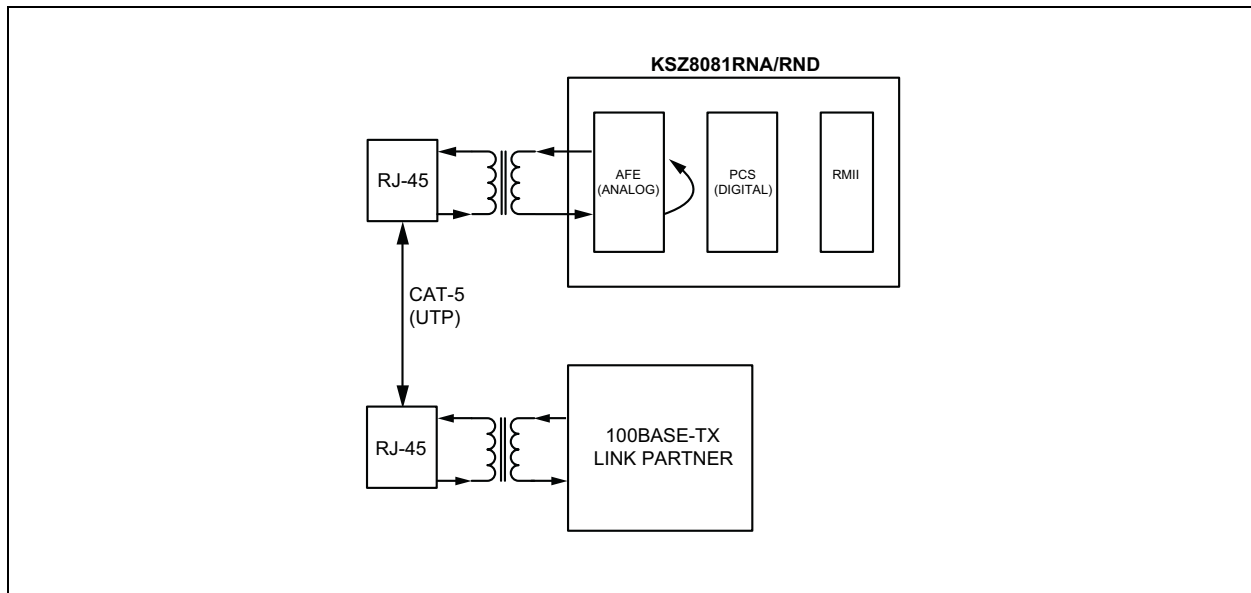 KSZ8081RNA/RND
RJ-45
AFE
(ANALOG)
PCS
(DIGITAL)
RMII
CAT-5
(UTP)
RJ-45
100BASE-TX
LINK PARTNER